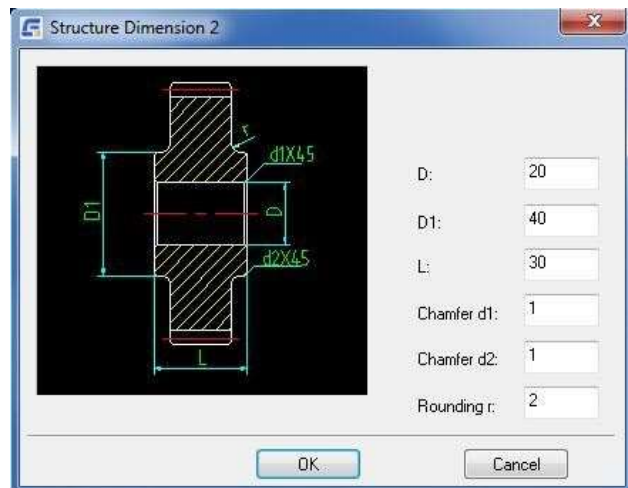 Structure Dimension 2
r
d1X45
D1
D
d2X45
L
D: 20
D1: 40
L: 30
Chamfer d1: 1
Chamfer d2: 1
Rounding r: 2
OK Cancel